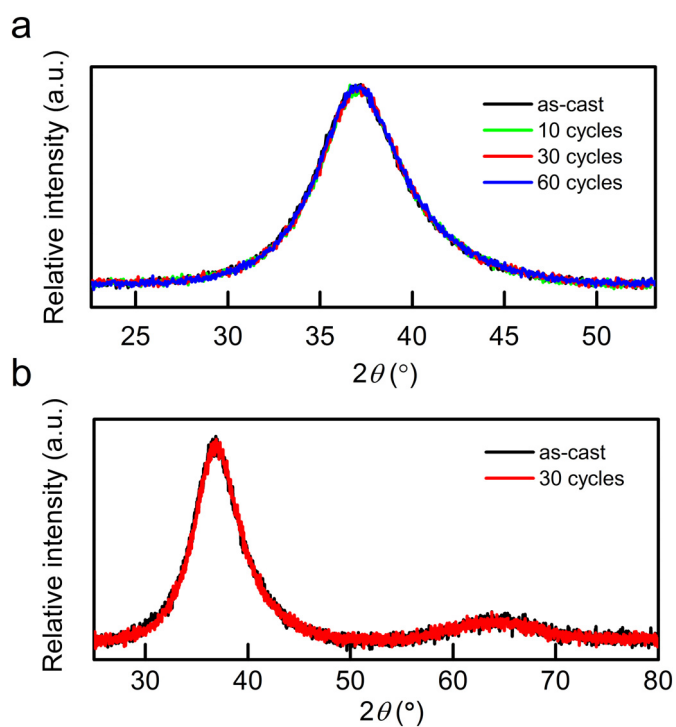 a
Relative intensity (a.u.)
as-cast
10 cycles
30 cycles
60 cycles
25 30 35 40 45 50
2θ (°)
b
Relative intensity (a.u.)
as-cast
30 cycles
30 40 50 60 70 80
2θ (°)